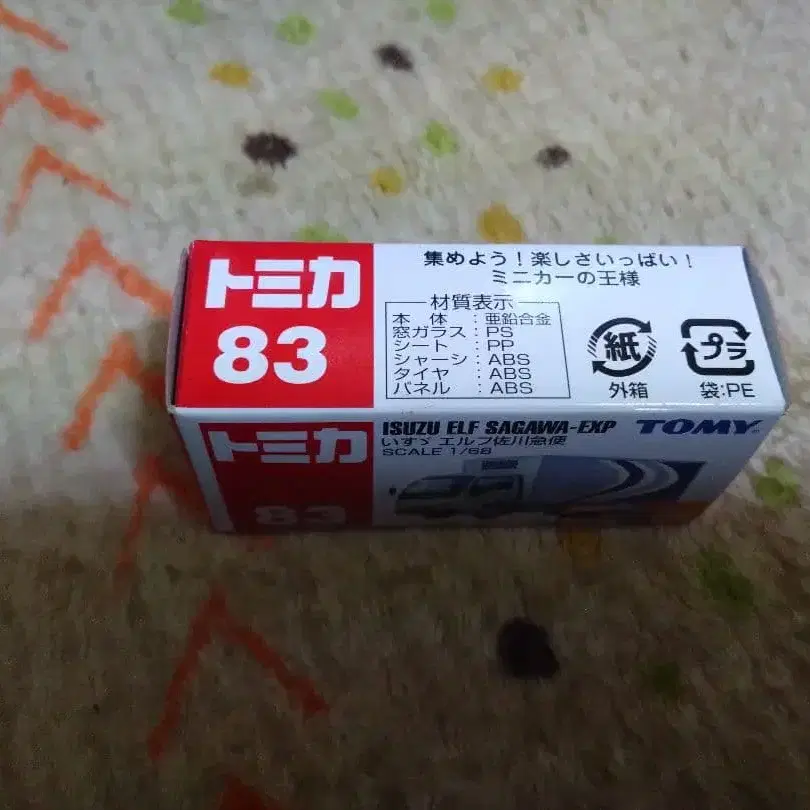 トミカ
83
集めよう！楽しさいっぱい！
ミニカーの王様
材質表示
本体：亜鉛合金
窓ガラス：PS
シート：PP
シャーシ：ABS
タイヤ：ABS
パネル：ABS
紙
外箱
プラ
袋:PE
トミカ
83
ISUZU ELF SAGAWA-EXP
いすゞ エルフ佐川急便
SCALE 1/68
TOMY